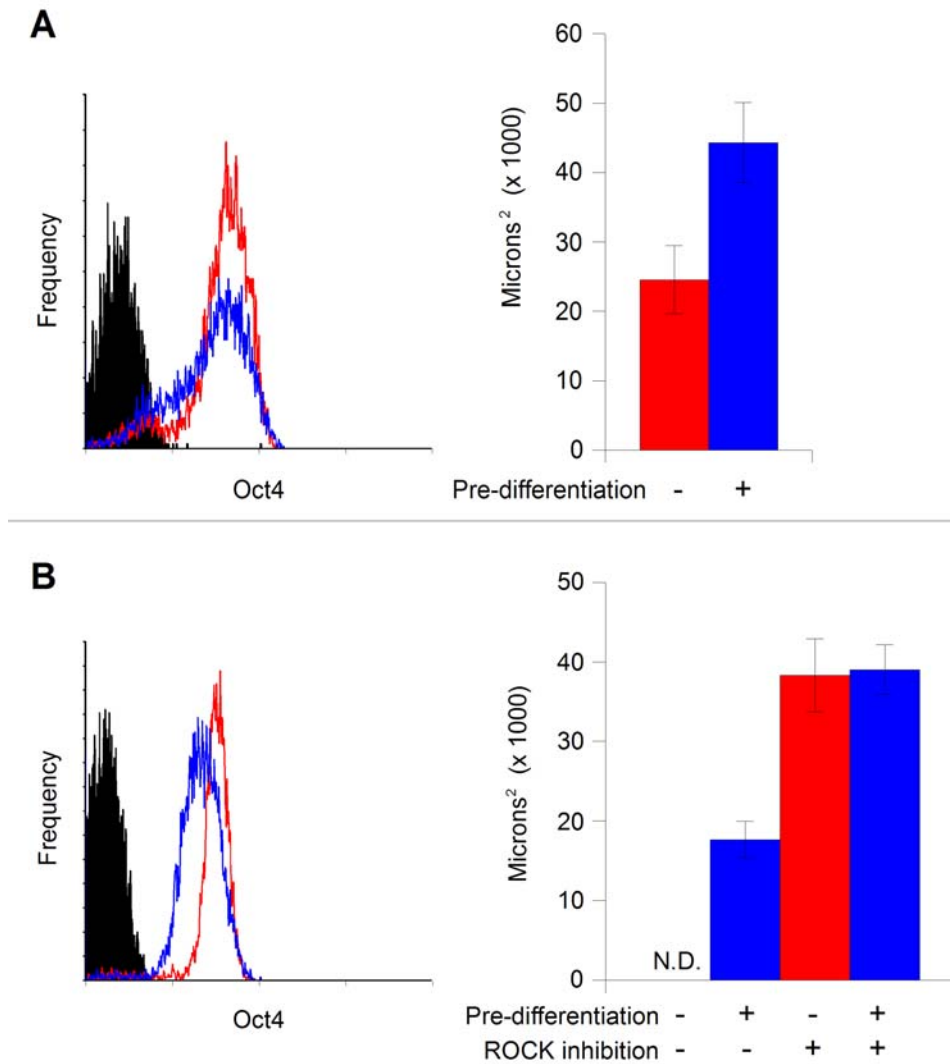 A
Frequency
Oct4
Microns² (x 1000)
60
50
40
30
20
10
0
Pre-differentiation - +
B
Frequency
Oct4
Microns² (x 1000)
50
40
30
20
10
0
N.D.
Pre-differentiation - + - +
ROCK inhibition - - + +